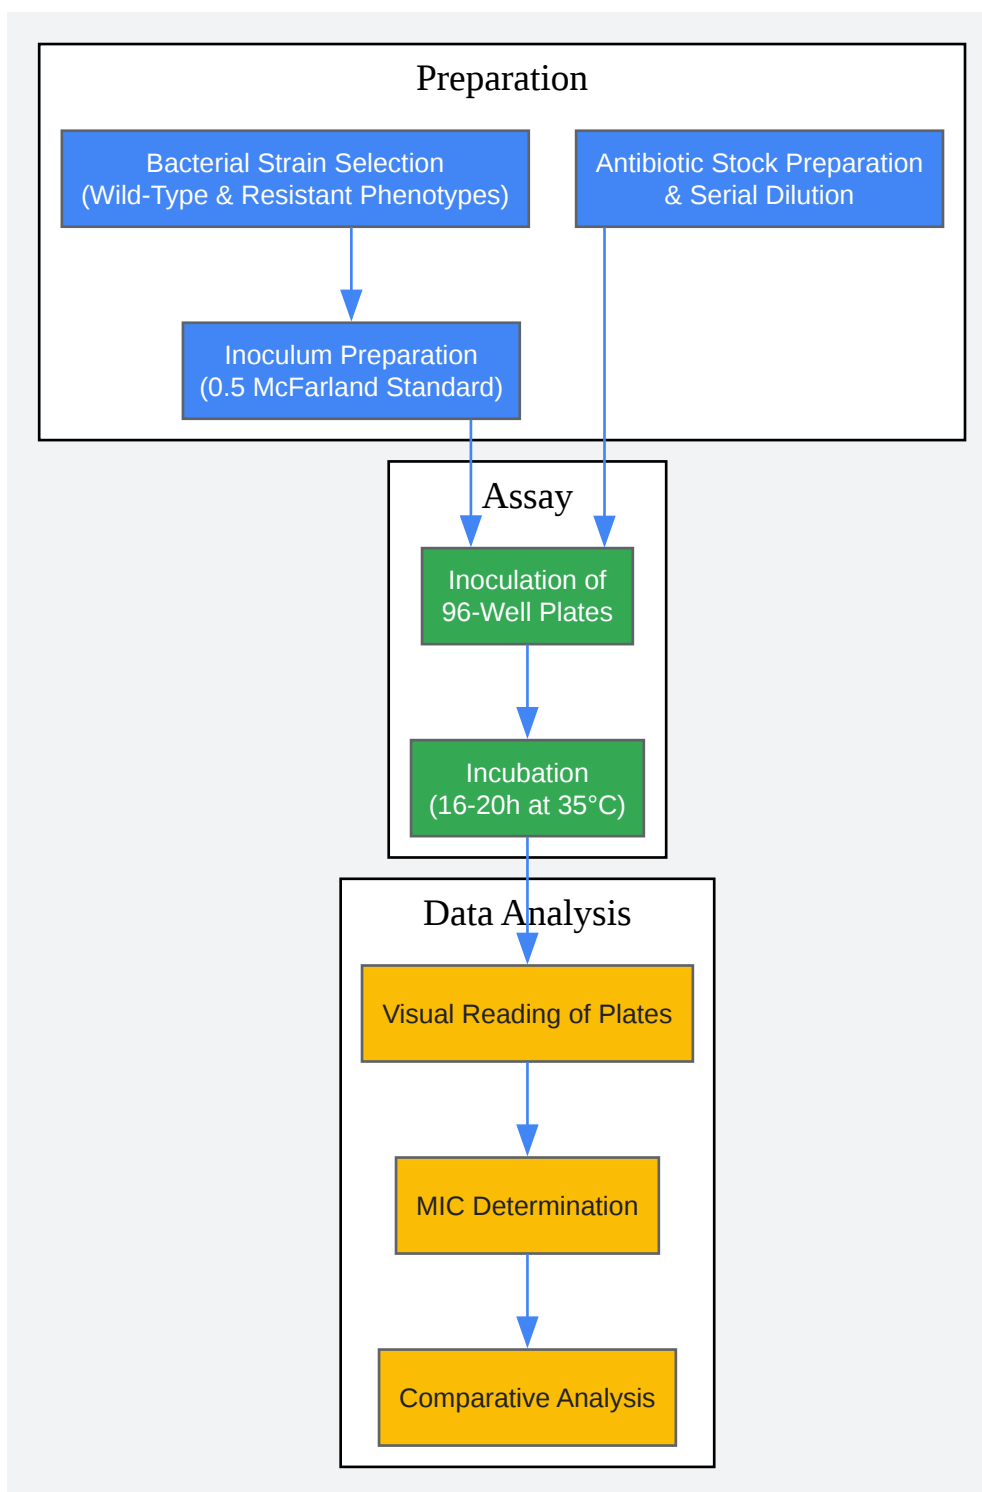 Preparation
Bacterial Strain Selection
(Wild-Type & Resistant Phenotypes)
Antibiotic Stock Preparation
& Serial Dilution
Inoculum Preparation
(0.5 McFarland Standard)
Assay
Inoculation of
96-Well Plates
Incubation
(16-20h at 35°C)
Data Analysis
Visual Reading of Plates
MIC Determination
Comparative Analysis